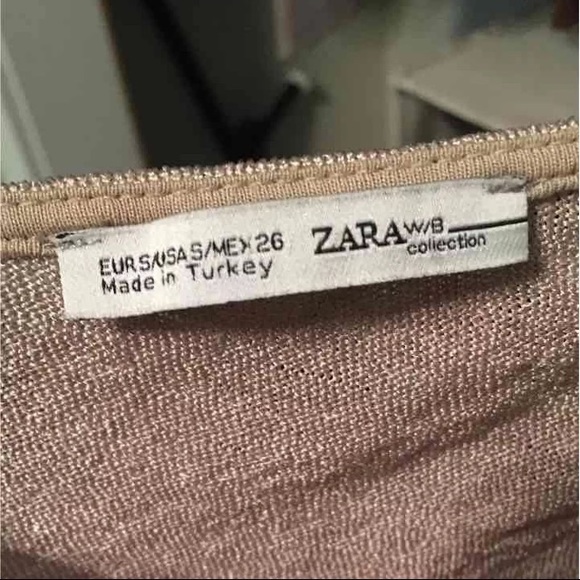 EUR S/USA S/MEX 26
Made in Turkey
ZARA W/B
collection